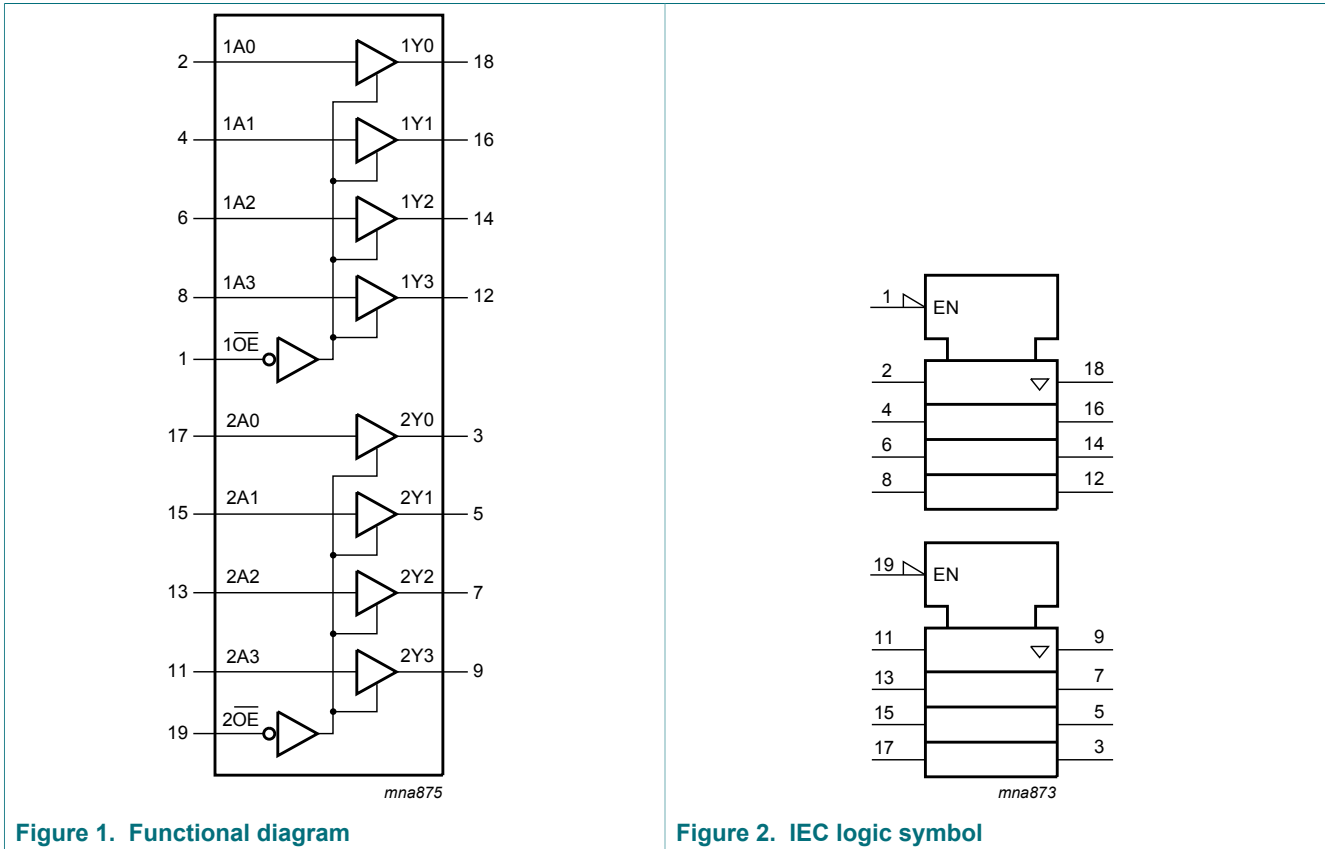 1A0 1Y0
2 18
1A1 1Y1
4 16
1A2 1Y2
6 14
1A3 1Y3
8 12
1 1OE
2A0 2Y0
17 3
2A1 2Y1
15 5
2A2 2Y2
13 7
2A3 2Y3
11 9
19 2OE
mna875
Figure 1. Functional diagram
1 EN
2 18
4 16
6 14
8 12
19 EN
11 9
13 7
15 5
17 3
mna873
Figure 2. IEC logic symbol